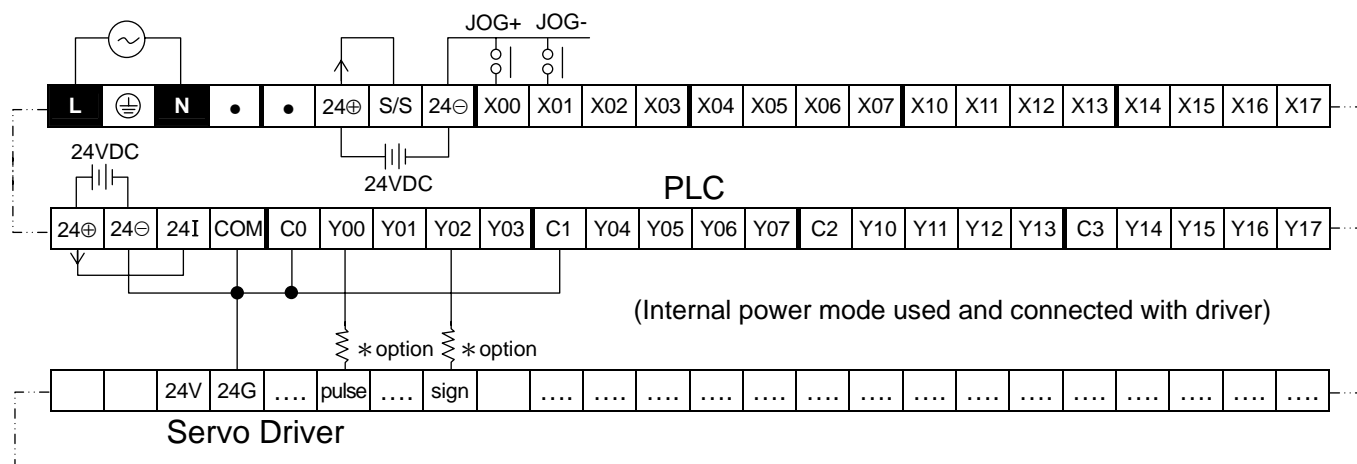 JOG+ JOG-
L N • • 24⊕ S/S 24⊖ X00 X01 X02 X03 X04 X05 X06 X07 X10 X11 X12 X13 X14 X15 X16 X17
24VDC
24VDC
PLC
24⊕ 24⊖ 24I COM C0 Y00 Y01 Y02 Y03 C1 Y04 Y05 Y06 Y07 C2 Y10 Y11 Y12 Y13 C3 Y14 Y15 Y16 Y17
(Internal power mode used and connected with driver)
*option *option
24V 24G .... pulse .... sign .... .... .... .... .... .... .... .... .... .... .... .... .... .... ....
Servo Driver